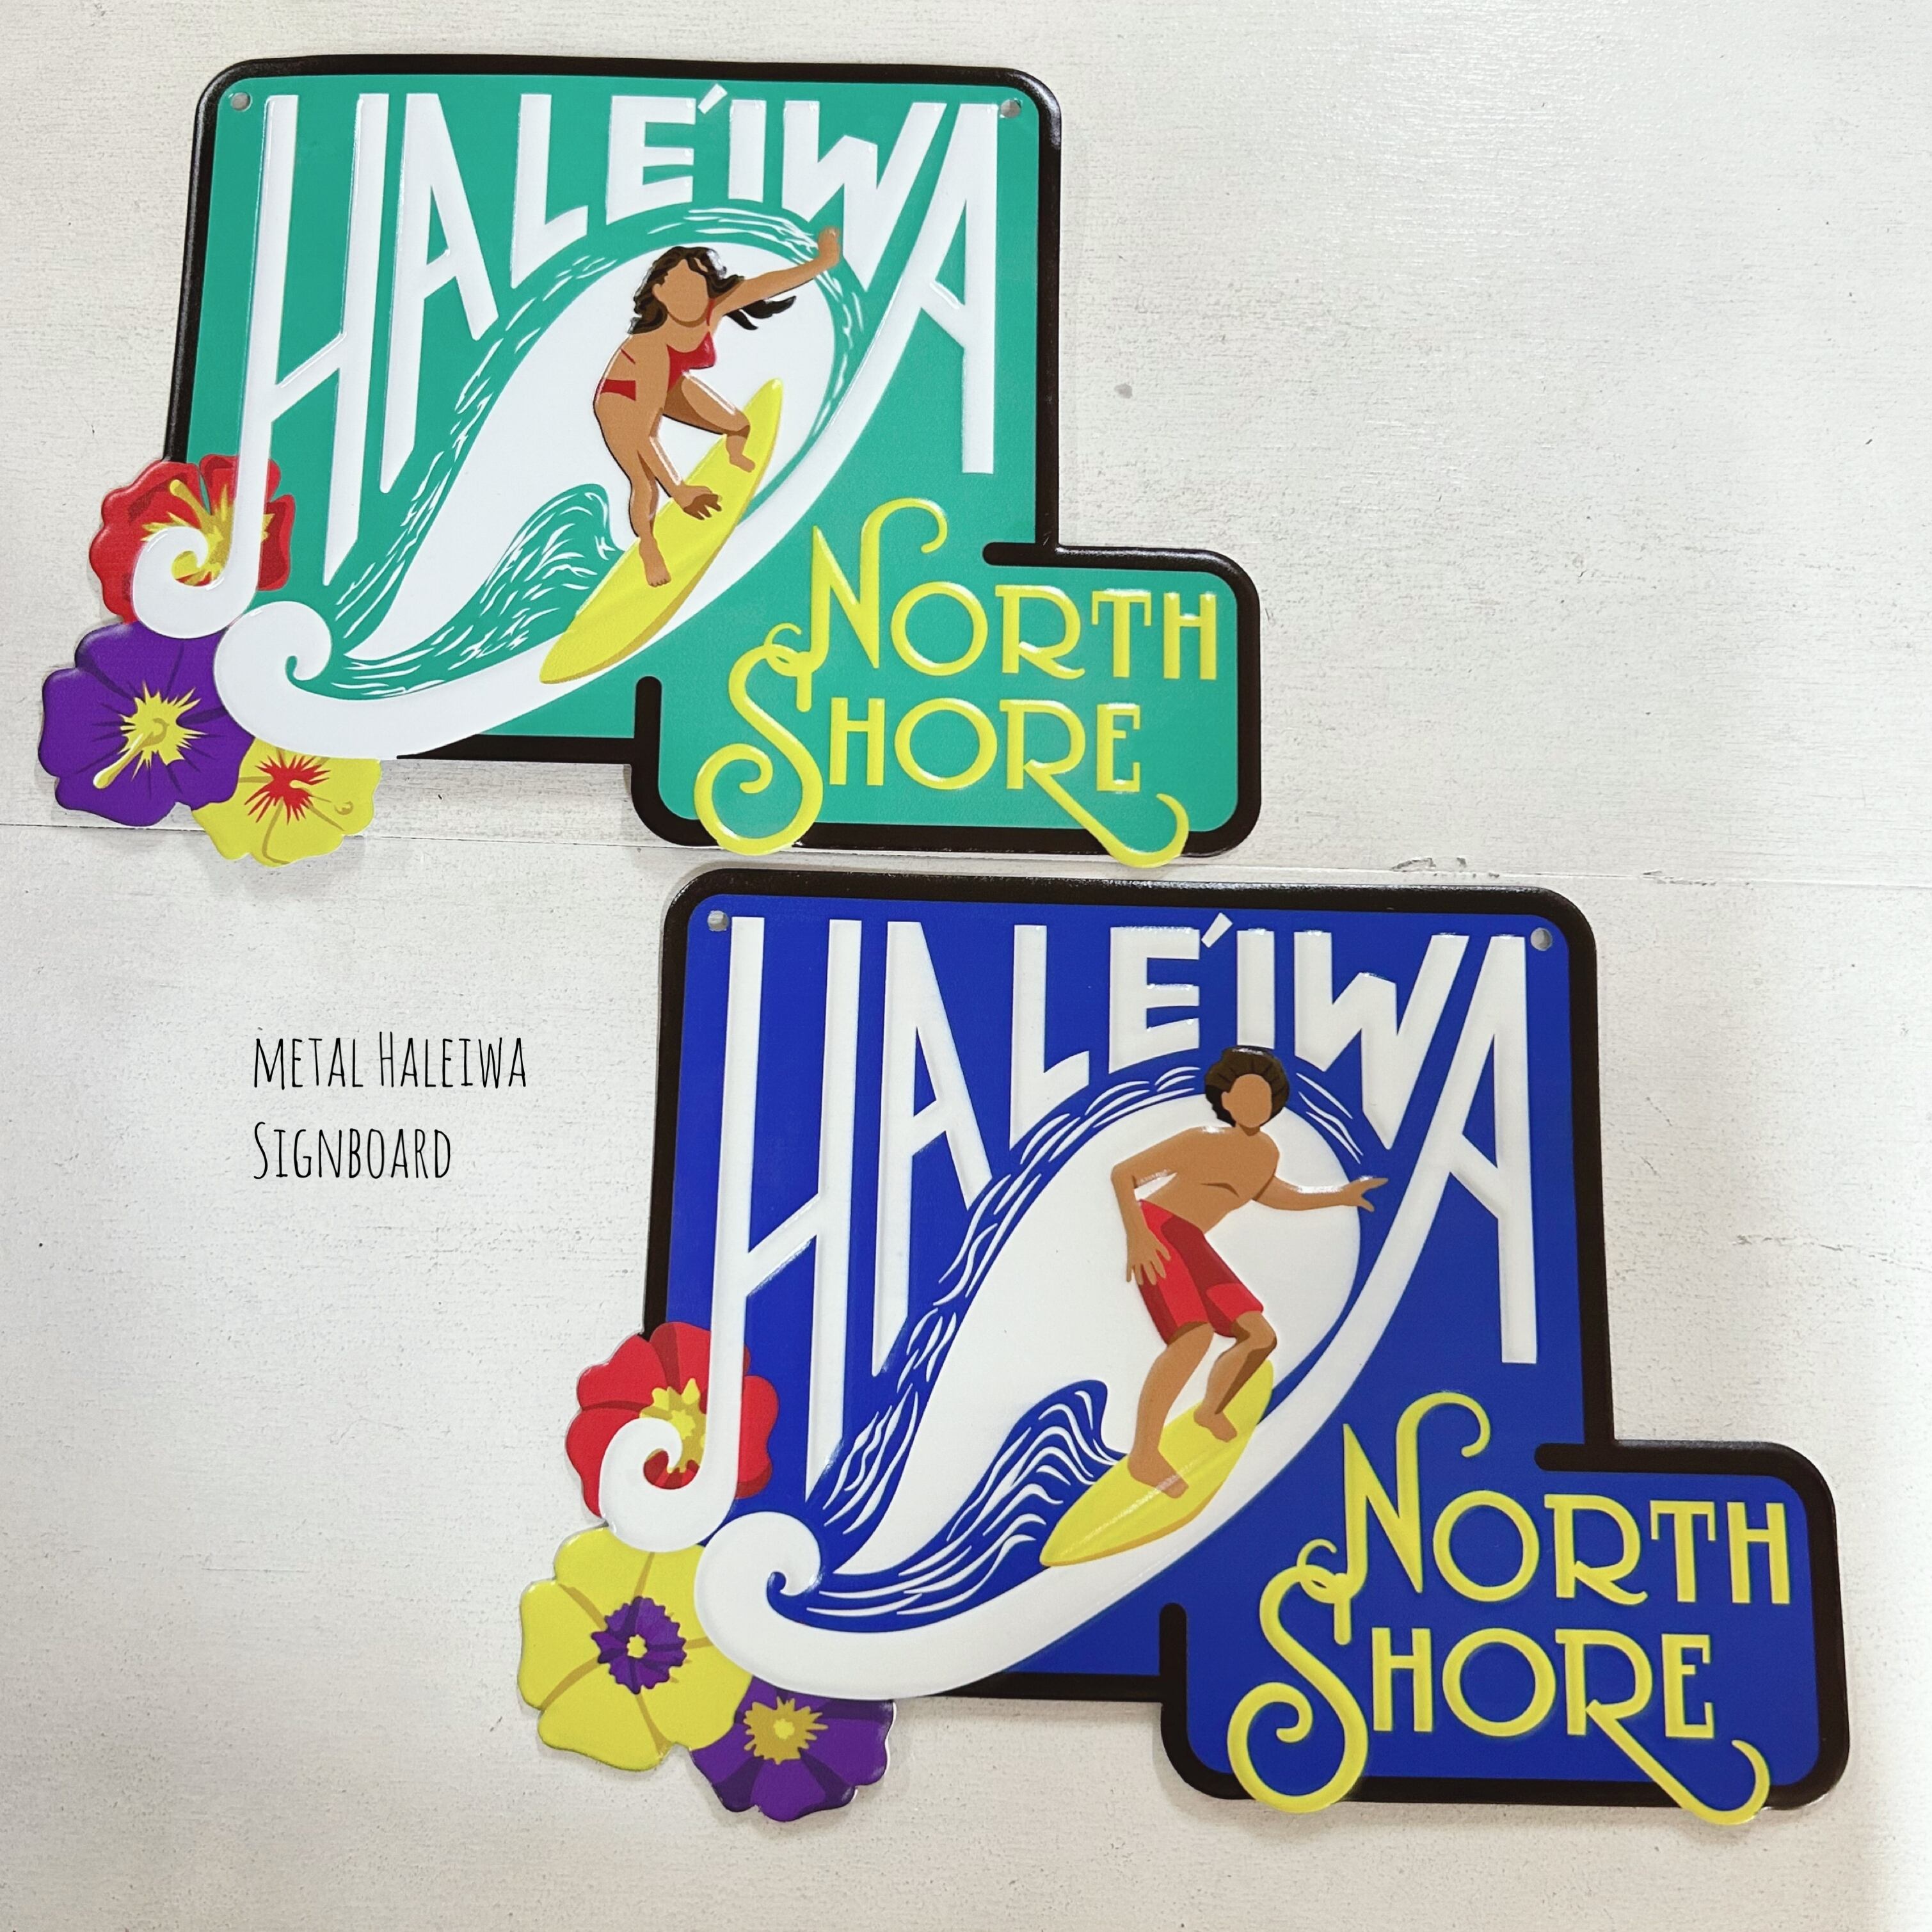 HALE'IWA
NORTH
SHORE
METAL HALEIWA
SIGNBOARD
HALE'IWA
NORTH
SHORE